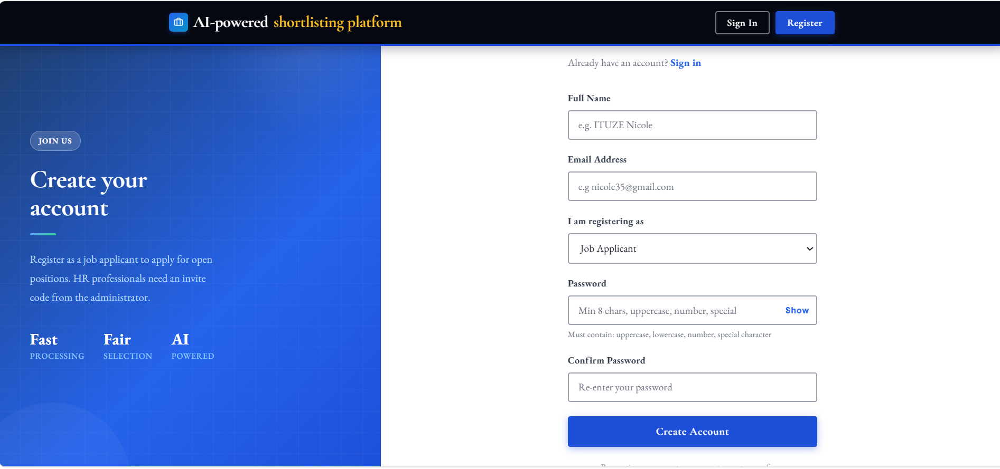 AI-powered shortlisting platform
Sign In
Register
JOIN US
Create your
account
Register as a job applicant to apply for open
positions. HR professionals need an invite
code from the administrator.
Fast
PROCESSING
Fair
SELECTION
AI
POWERED
Already have an account? Sign in
Full Name
e.g. ITUZE Nicole
Email Address
e.g nicole35@gmail.com
I am registering as
Job Applicant
Password
Min 8 chars, uppercase, number, special
Show
Must contain: uppercase, lowercase, number, special character
Confirm Password
Re-enter your password
Create Account